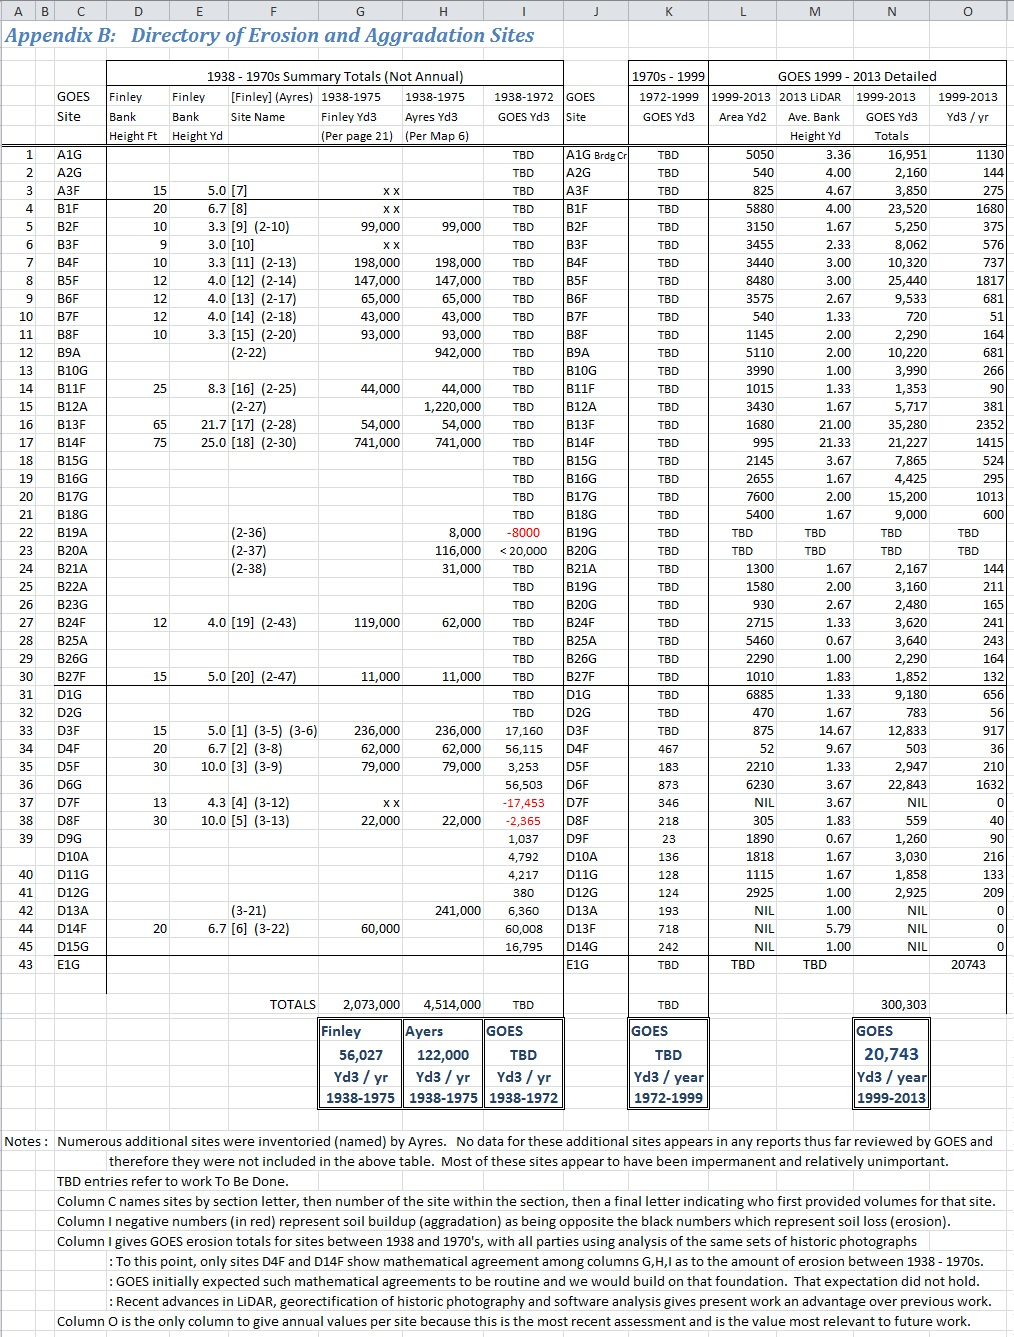 A B C D E F G H I J K L M N O
Appendix B: Directory of Erosion and Aggradation Sites
1938 - 1970s Summary Totals (Not Annual) 1970s - 1999 GOES 1999 - 2013 Detailed
GOES Finley Finley [Finley] (Ayres) 1938-1975 1938-1975 1938-1972 GOES 1972-1999 1999-2013 2013 LiDAR 1999-2013 1999-2013
Site Bank Bank Site Name Finley Yd3 Ayres Yd3 GOES Yd3 Site GOES Yd3 Area Yd2 Ave. Bank GOES Yd3 Yd3 / yr
Height Ft Height Yd (Per page 21) (Per Map 6) Height Yd Totals
1 A1G TBD A1G Brdg Cr TBD 5050 3.36 16,951 1130
2 A2G TBD A2G TBD 540 4.00 2,160 144
3 A3F 15 5.0 [7] x x TBD A3F TBD 825 4.67 3,850 275
4 B1F 20 6.7 [8] x x TBD B1F TBD 5880 4.00 23,520 1680
5 B2F 10 3.3 [9] (2-10) 99,000 99,000 TBD B2F TBD 3150 1.67 5,250 375
6 B3F 9 3.0 [10] x x TBD B3F TBD 3455 2.33 8,062 576
7 B4F 10 3.3 [11] (2-13) 198,000 198,000 TBD B4F TBD 3440 3.00 10,320 737
8 B5F 12 4.0 [12] (2-14) 147,000 147,000 TBD B5F TBD 8480 3.00 25,440 1817
9 B6F 12 4.0 [13] (2-17) 65,000 65,000 TBD B6F TBD 3575 2.67 9,533 681
10 B7F 12 4.0 [14] (2-18) 43,000 43,000 TBD B7F TBD 540 1.33 720 51
11 B8F 10 3.3 [15] (2-20) 93,000 93,000 TBD B8F TBD 1145 2.00 2,290 164
12 B9A (2-22) 942,000 TBD B9A TBD 5110 2.00 10,220 681
13 B10G TBD B10G TBD 3990 1.00 3,990 266
14 B11F 25 8.3 [16] (2-25) 44,000 44,000 TBD B11F TBD 1015 1.33 1,353 90
15 B12A (2-27) 1,220,000 TBD B12A TBD 3430 1.67 5,717 381
16 B13F 65 21.7 [17] (2-28) 54,000 54,000 TBD B13F TBD 1680 21.00 35,280 2352
17 B14F 75 25.0 [18] (2-30) 741,000 741,000 TBD B14F TBD 995 21.33 21,227 1415
18 B15G TBD B15G TBD 2145 3.67 7,865 524
19 B16G TBD B16G TBD 2655 1.67 4,425 295
20 B17G TBD B17G TBD 7600 2.00 15,200 1013
21 B18G TBD B18G TBD 5400 1.67 9,000 600
22 B19A (2-36) 8,000 -8000 B19G TBD TBD TBD TBD TBD
23 B20A (2-37) 116,000 < 20,000 B20G TBD TBD TBD TBD TBD
24 B21A (2-38) 31,000 TBD B21A TBD 1300 1.67 2,167 144
25 B22A TBD B19G TBD 1580 2.00 3,160 211
26 B23G TBD B20G TBD 930 2.67 2,480 165
27 B24F 12 4.0 [19] (2-43) 119,000 62,000 TBD B24F TBD 2715 1.33 3,620 241
28 B25A TBD B25A TBD 5460 0.67 3,640 243
29 B26G TBD B26G TBD 2290 1.00 2,290 164
30 B27F 15 5.0 [20] (2-47) 11,000 11,000 TBD B27F TBD 1010 1.83 1,852 132
31 D1G TBD D1G TBD 6885 1.33 9,180 656
32 D2G TBD D2G TBD 470 1.67 783 56
33 D3F 15 5.0 [1] (3-5) (3-6) 236,000 236,000 17,160 D3F TBD 875 14.67 12,833 917
34 D4F 20 6.7 [2] (3-8) 62,000 62,000 56,115 D4F 467 52 9.67 503 36
35 D5F 30 10.0 [3] (3-9) 79,000 79,000 3,253 D5F 183 2210 1.33 2,947 210
36 D6G 56,503 D6F 873 6230 3.67 22,843 1632
37 D7F 13 4.3 [4] (3-12) x x -17,453 D7F 346 NIL 3.67 NIL 0
38 D8F 30 10.0 [5] (3-13) 22,000 22,000 -2,365 D8F 218 305 1.83 559 40
39 D9G 1,037 D9F 23 1890 0.67 1,260 90
D10A 4,792 D10A 136 1818 1.67 3,030 216
40 D11G 4,217 D11G 128 1115 1.67 1,858 133
41 D12G 380 D12G 124 2925 1.00 2,925 209
42 D13A (3-21) 241,000 6,360 D13A 193 NIL 1.00 NIL 0
44 D14F 20 6.7 [6] (3-22) 60,000 60,008 D13F 718 NIL 5.79 NIL 0
45 D15G 16,795 D14G 242 NIL 1.00 NIL 0
43 E1G E1G TBD TBD TBD 20743
TOTALS 2,073,000 4,514,000 TBD TBD 300,303
Finley Ayers GOES GOES GOES
56,027 122,000 TBD TBD 20,743
Yd3 / yr Yd3 / yr Yd3 / yr Yd3 / year Yd3 / year
1938-1975 1938-1975 1938-1972 1972-1999 1999-2013
Notes : Numerous additional sites were inventoried (named) by Ayres. No data for these additional sites appears in any reports thus far reviewed by GOES and
therefore they were not included in the above table. Most of these sites appear to have been impermanent and relatively unimportant.
TBD entries refer to work To Be Done.
Column C names sites by section letter, then number of the site within the section, then a final letter indicating who first provided volumes for that site.
Column I negative numbers (in red) represent soil buildup (aggradation) as being opposite the black numbers which represent soil loss (erosion).
Column I gives GOES erosion totals for sites between 1938 and 1970's, with all parties using analysis of the same sets of historic photographs
: To this point, only sites D4F and D14F show mathematical agreement among columns G,H,I as to the amount of erosion between 1938 - 1970s.
: GOES initially expected such mathematical agreements to be routine and we would build on that foundation. That expectation did not hold.
: Recent advances in LiDAR, georectification of historic photography and software analysis gives present work an advantage over previous work.
Column O is the only column to give annual values per site because this is the most recent assessment and is the value most relevant to future work.